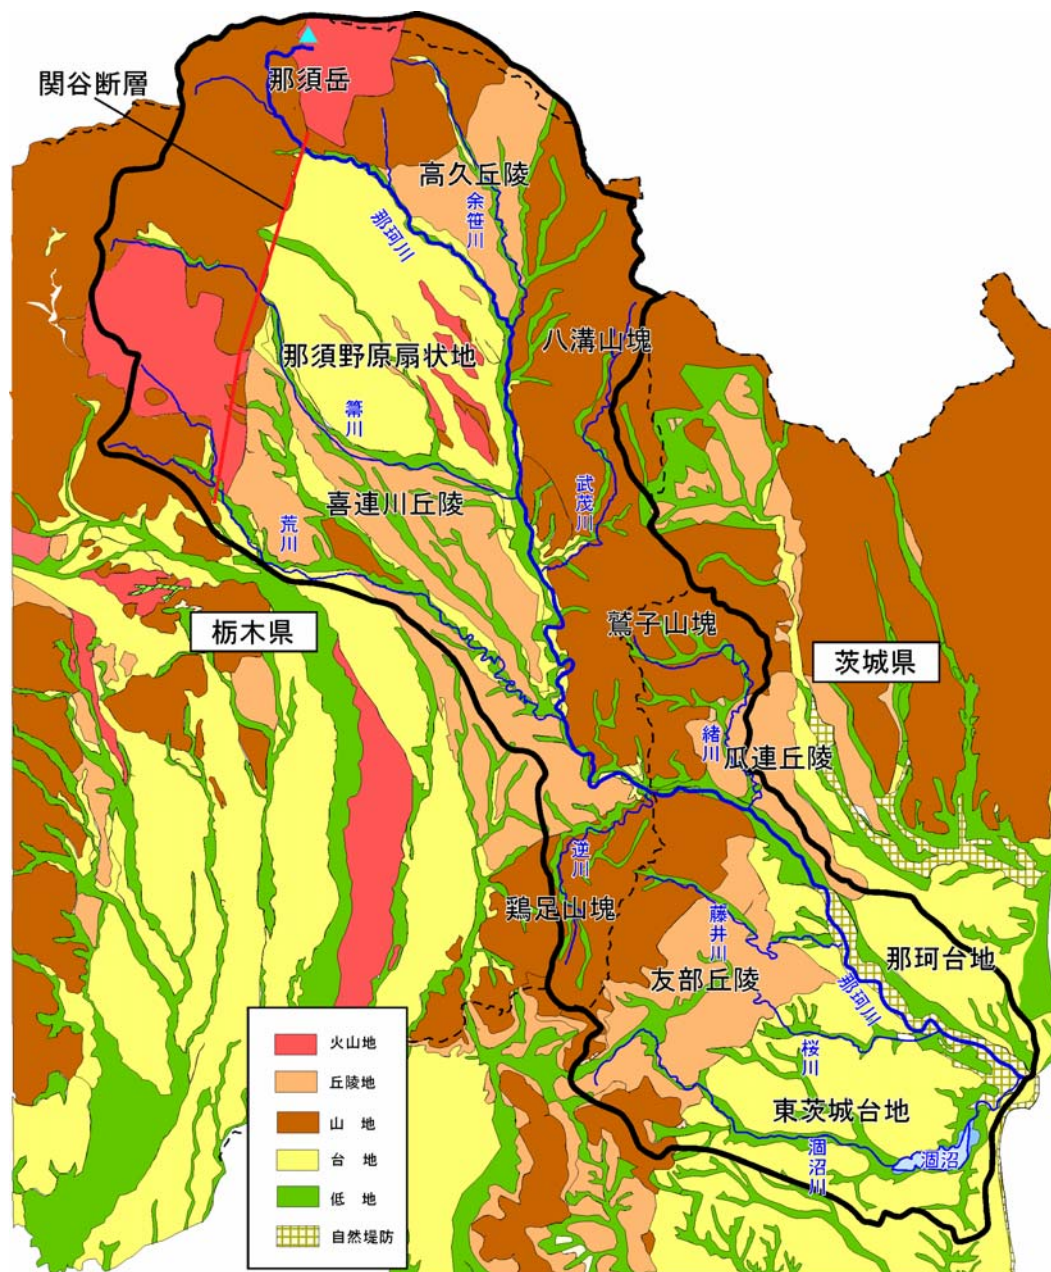 関谷断層
那須岳
高久丘陵
余笹川
那珂川
八溝山塊
那須野原扇状地
箒川
武茂川
喜連川丘陵
荒川
栃木県
鷲子山塊
茨城県
緒川
瓜連丘陵
逆川
鶏足山塊
藤井川
友部丘陵
那珂台地
那珂川
桜川
東茨城台地
涸沼
涸沼川
火山地
丘陵地
山 地
台 地
低 地
自然堤防